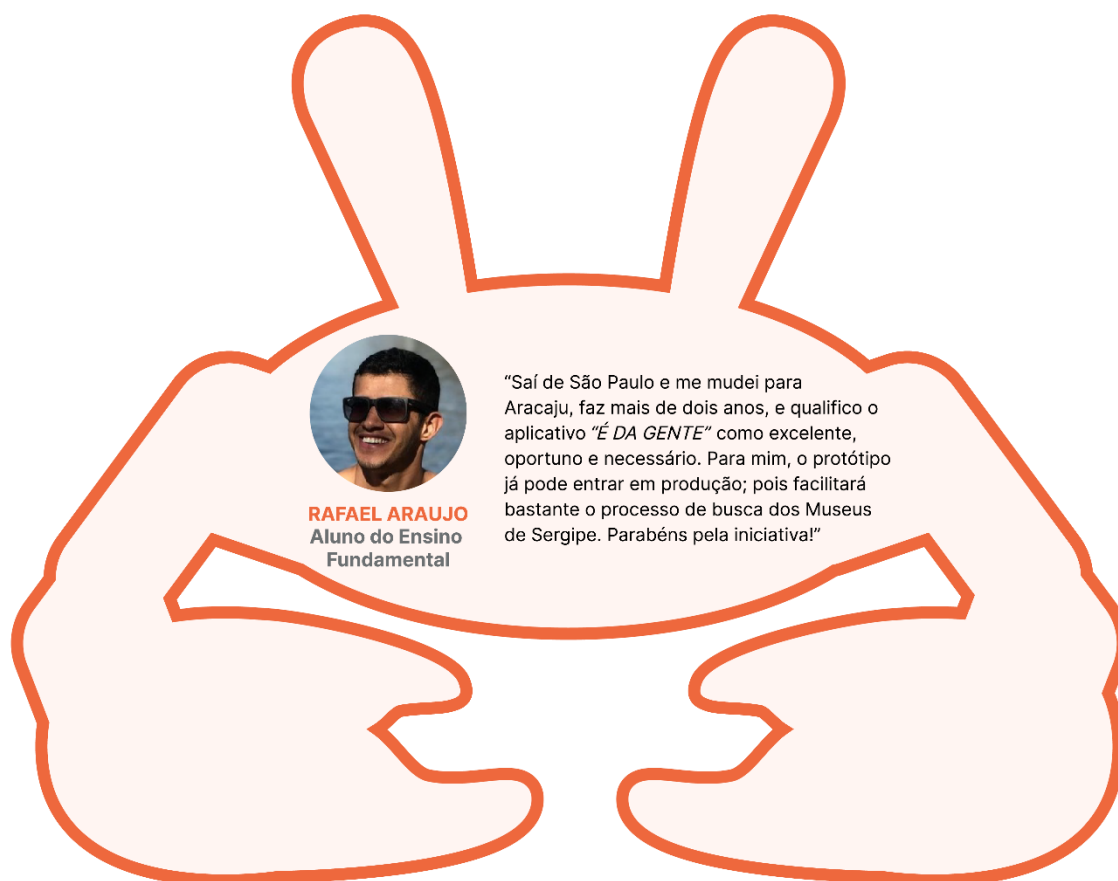 “Saí de São Paulo e me mudei para
Aracaju, faz mais de dois anos, e qualifico o
aplicativo “É DA GENTE” como excelente,
oportuno e necessário. Para mim, o protótipo
já pode entrar em produção; pois facilitará
bastante o processo de busca dos Museus
de Sergipe. Parabéns pela iniciativa!”
RAFAEL ARAUJO
Aluno do Ensino
Fundamental